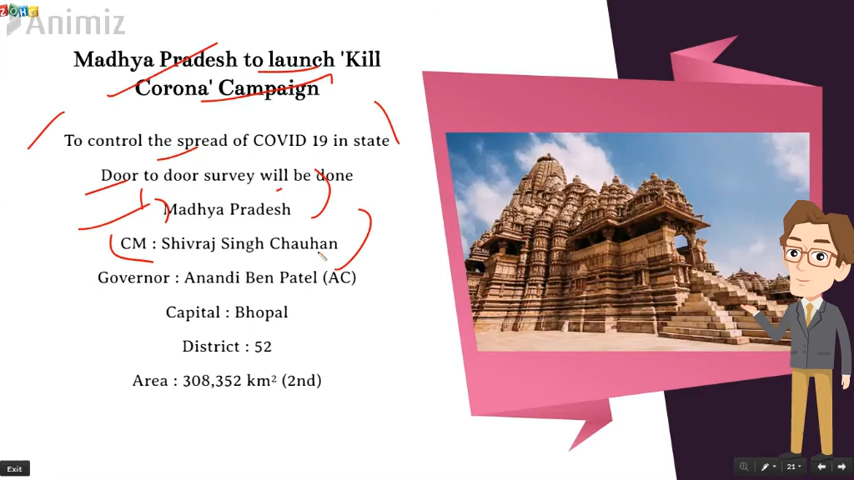 ZOHO
Animiz
Madhya Pradesh to launch 'Kill
Corona' Campaign
To control the spread of COVID 19 in state
Door to door survey will be done
Madhya Pradesh
CM : Shivraj Singh Chauhan
Governor : Anandi Ben Patel (AC)
Capital : Bhopal
District : 52
Area : 308,352 km² (2nd)
Exit
21